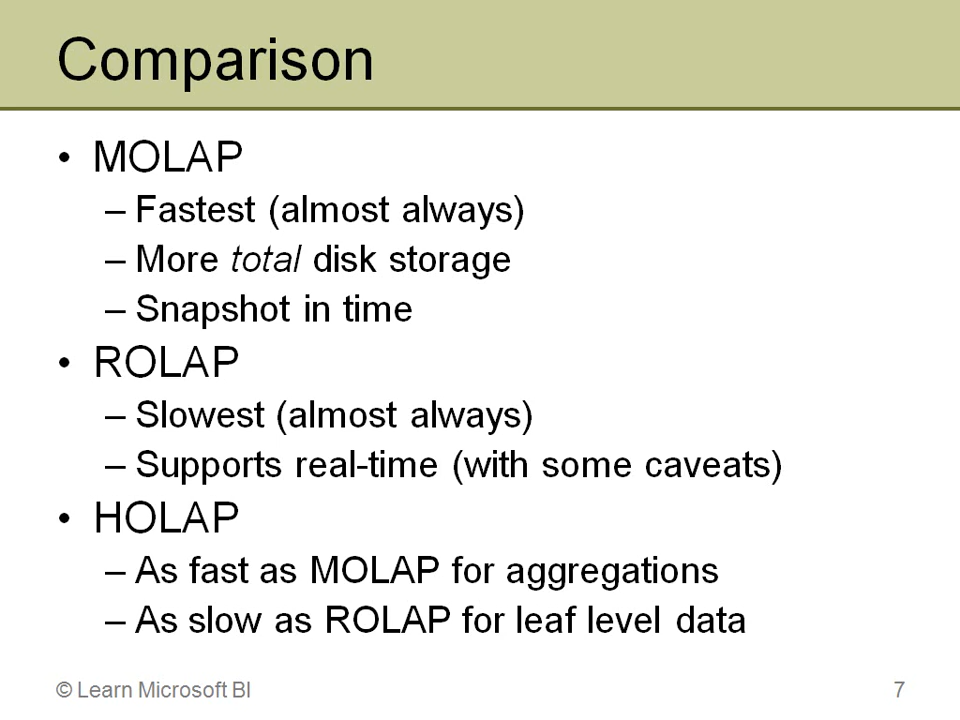 Comparison
• MOLAP
– Fastest (almost always)
– More total disk storage
– Snapshot in time
• ROLAP
– Slowest (almost always)
– Supports real-time (with some caveats)
• HOLAP
– As fast as MOLAP for aggregations
– As slow as ROLAP for leaf level data
© Learn Microsoft BI 7